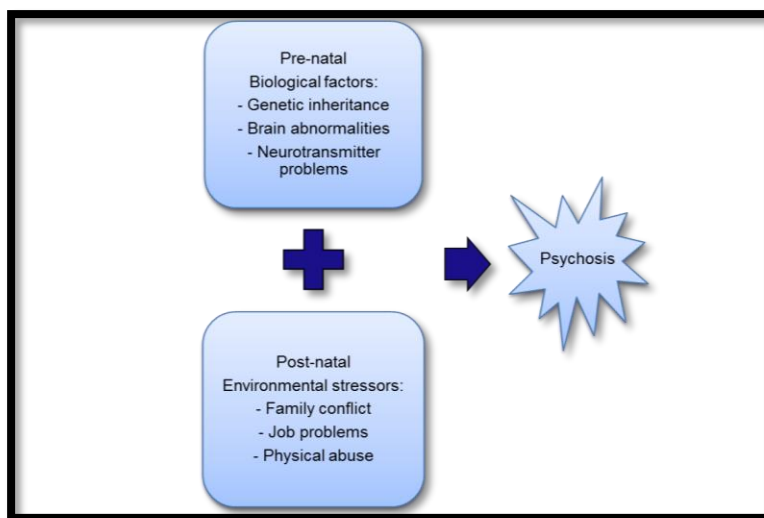 Pre-natal
Biological factors:
- Genetic inheritance
- Brain abnormalities
- Neurotransmitter
problems
Psychosis
Post-natal
Environmental stressors:
- Family conflict
- Job problems
- Physical abuse